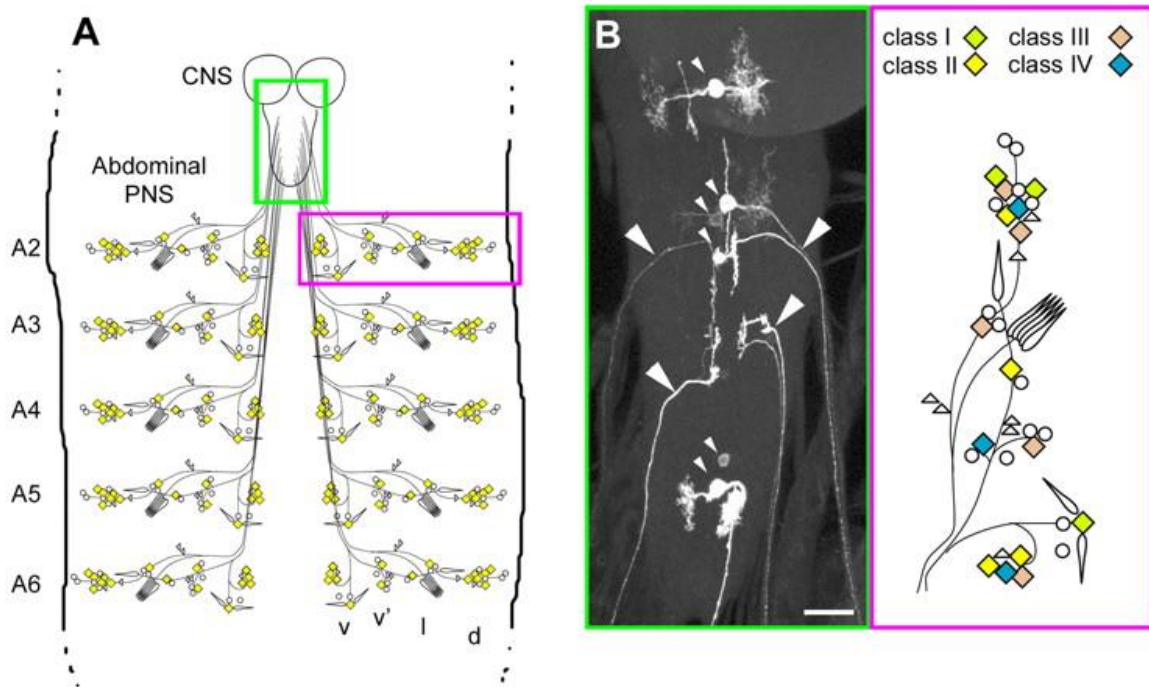 A
CNS
Abdominal
PNS
A2
A3
A4
A5
A6
v v' l d
B
class I class III
class II class IV